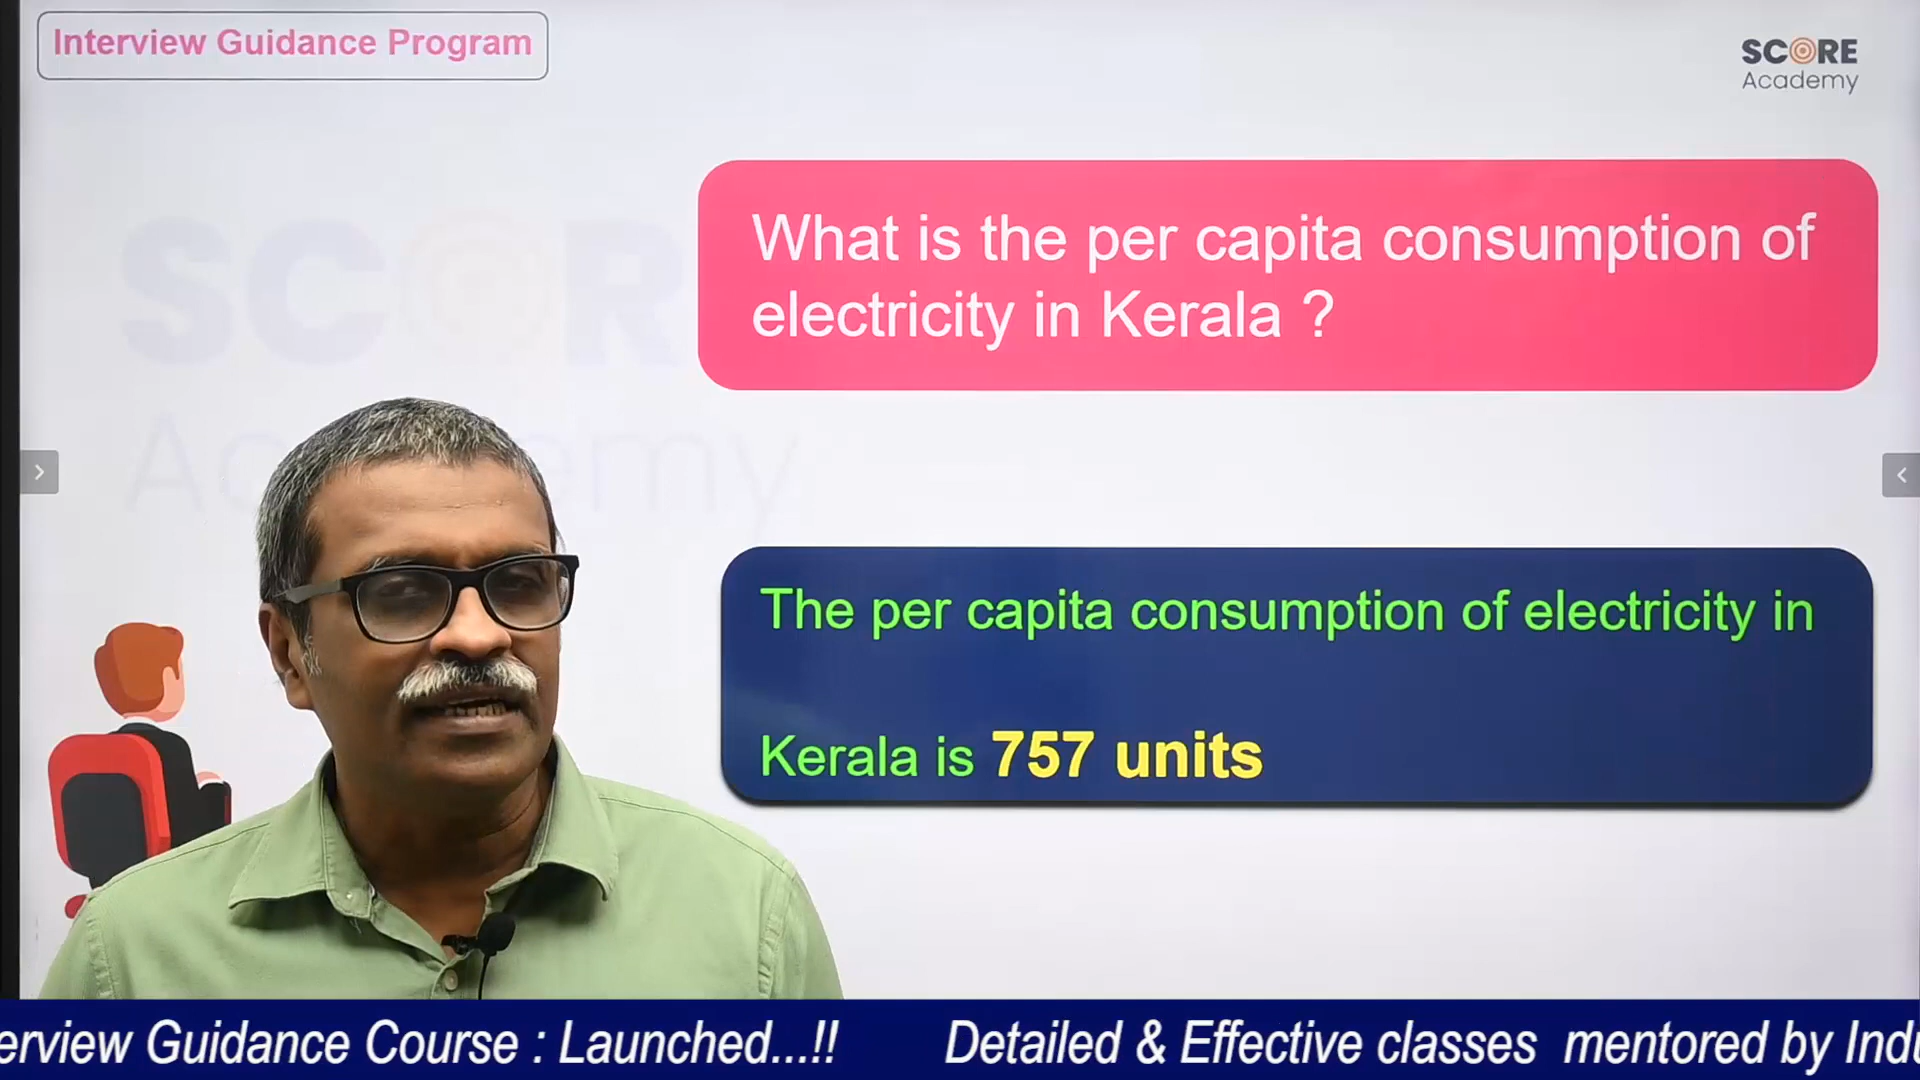 Interview Guidance Program
SCORE
Academy
What is the per capita consumption of
electricity in Kerala ?
The per capita consumption of electricity in
Kerala is 757 units
erview Guidance Course : Launched...!! Detailed & Effective classes mentored by Indu